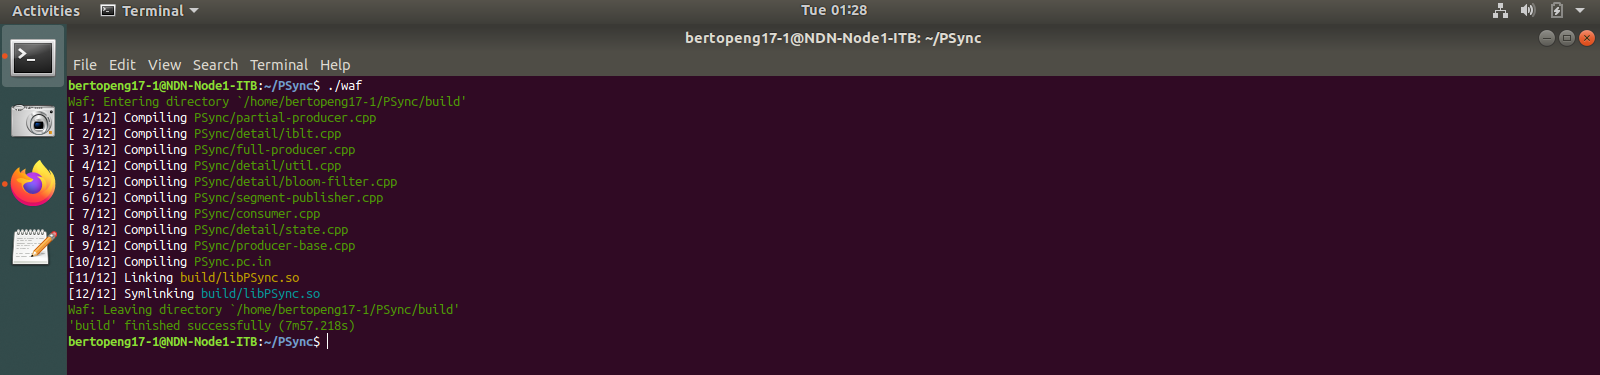 Activities Terminal Tue 01:28
bertopeng17-1@NDN-Node1-ITB: ~/PSync
File Edit View Search Terminal Help
bertopeng17-1@NDN-Node1-ITB:~/PSync$ ./waf
Waf: Entering directory `/home/bertopeng17-1/PSync/build'
[ 1/12] Compiling PSync/partial-producer.cpp
[ 2/12] Compiling PSync/detail/iblt.cpp
[ 3/12] Compiling PSync/full-producer.cpp
[ 4/12] Compiling PSync/detail/util.cpp
[ 5/12] Compiling PSync/detail/bloom-filter.cpp
[ 6/12] Compiling PSync/segment-publisher.cpp
[ 7/12] Compiling PSync/consumer.cpp
[ 8/12] Compiling PSync/detail/state.cpp
[ 9/12] Compiling PSync/producer-base.cpp
[10/12] Compiling PSync.pc.in
[11/12] Linking build/libPSync.so
[12/12] Symlinking build/libPSync.so
Waf: Leaving directory `/home/bertopeng17-1/PSync/build'
'build' finished successfully (7m57.218s)
bertopeng17-1@NDN-Node1-ITB:~/PSync$